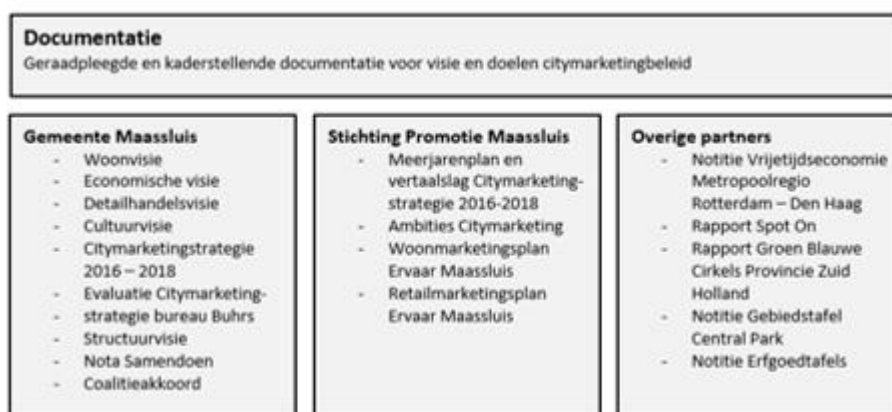 Documentatie
Geraadpleegde en kaderstellende documentatie voor visie en doelen citymarketingbeleid
Gemeente Maassluis
- Woonvisie
- Economische visie
- Detailhandelsvisie
- Cultuurvisie
- Citymarketingstrategie
2016 – 2018
- Evaluatie Citymarketing-
- strategie bureau Buhrs
- Structuurvisie
- Nota Samendoen
- Coalitieakkoord
Stichting Promotie Maassluis
- Meerjarenplan en
vertaalslag Citymarketing-
strategie 2016-2018
- Ambities Citymarketing
- Woonmarketingsplan
Ervaar Maassluis
- Retailmarketingsplan
Ervaar Maassluis
Overige partners
- Notitie Vrijetijdseconomie
Metropoolregio
Rotterdam – Den Haag
- Rapport Spot On
- Rapport Groen Blauwe
Cirkels Provincie Zuid
Holland
- Notitie Gebiedstafel
Central Park
- Notitie Erfgoedtafels